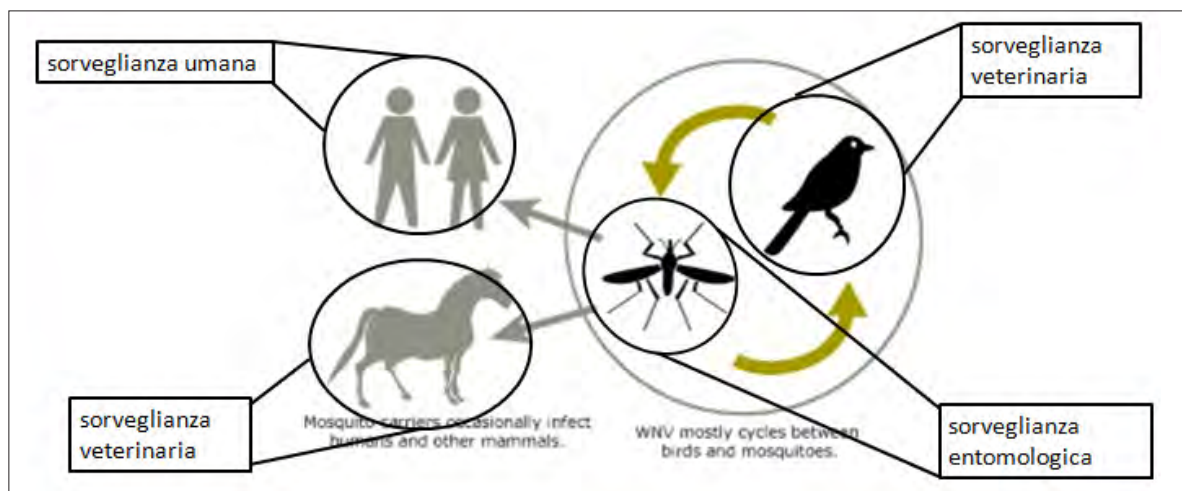 sorveglianza umana
sorveglianza
veterinaria
sorveglianza
veterinaria
Mosquito carriers occasionally infect
humans and other mammals.
WNV mostly cycles between
birds and mosquitoes.
sorveglianza
entomologica